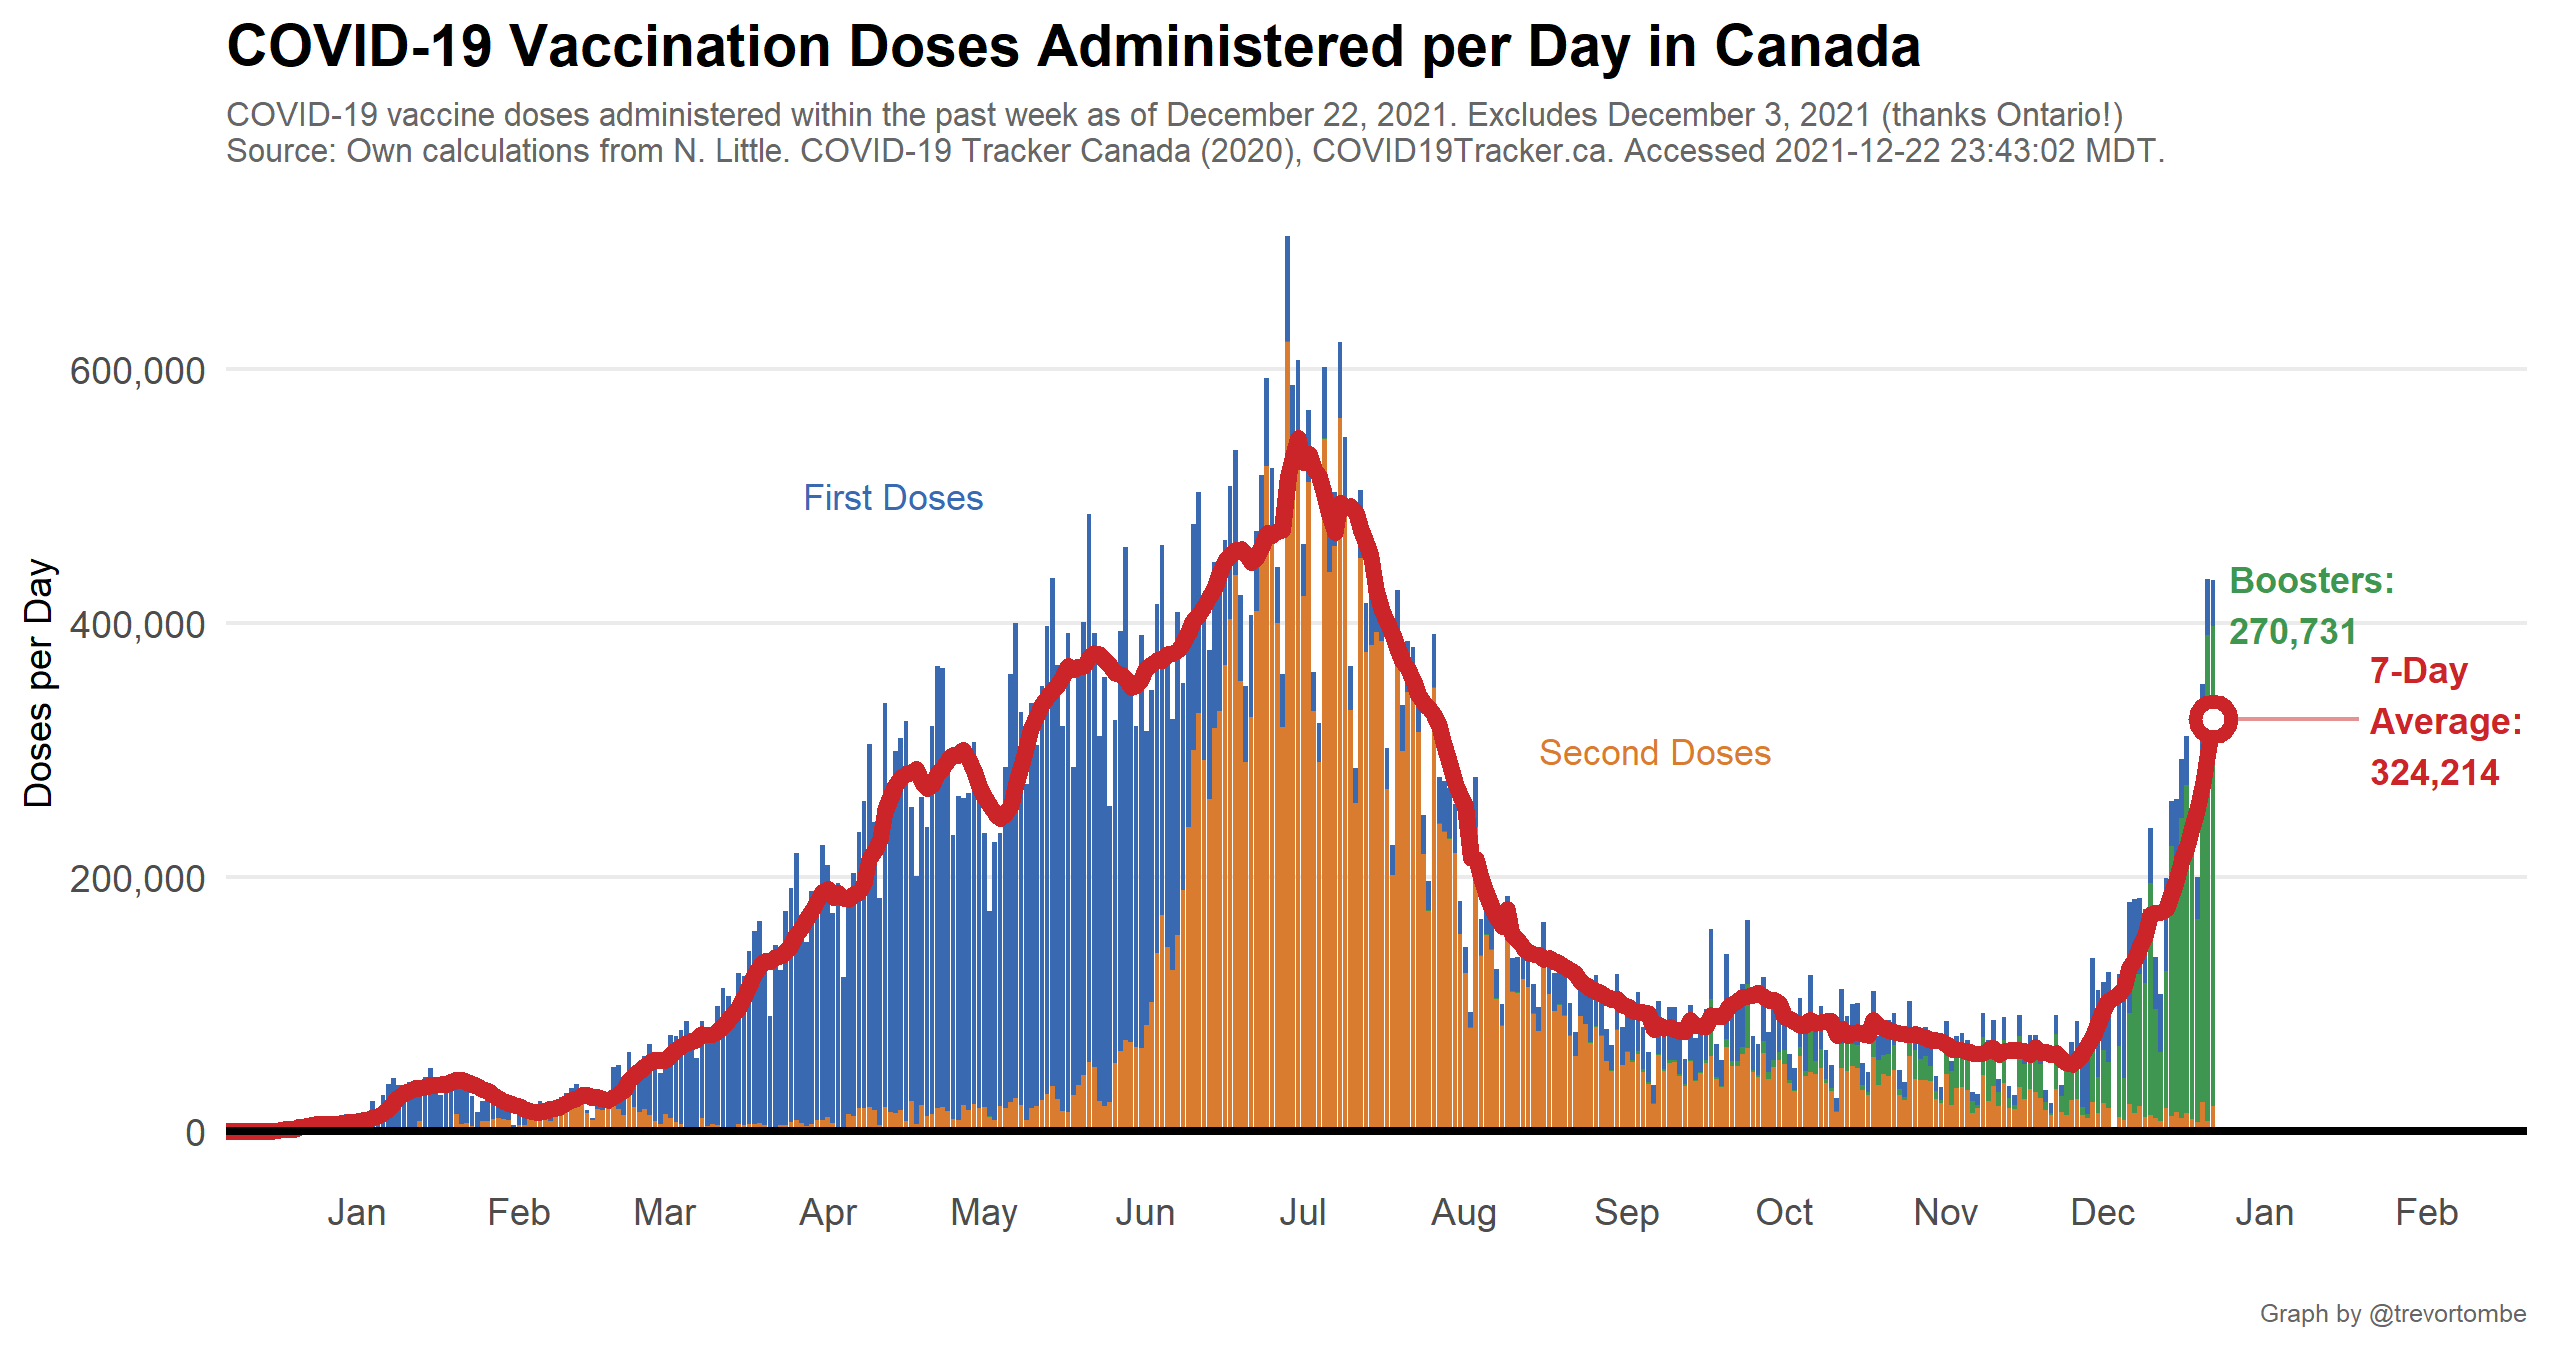 COVID-19 Vaccination Doses Administered per Day in Canada
COVID-19 vaccine doses administered within the past week as of December 22, 2021. Excludes December 3, 2021 (thanks Ontario!)
Source: Own calculations from N. Little. COVID-19 Tracker Canada (2020), COVID19Tracker.ca. Accessed 2021-12-22 23:43:02 MDT.
Doses per Day
600,000
400,000
200,000
0
First Doses
Second Doses
Boosters:
270,731
7-Day
Average:
324,214
Jan Feb Mar Apr May Jun Jul Aug Sep Oct Nov Dec Jan Feb
Graph by @trevortombe